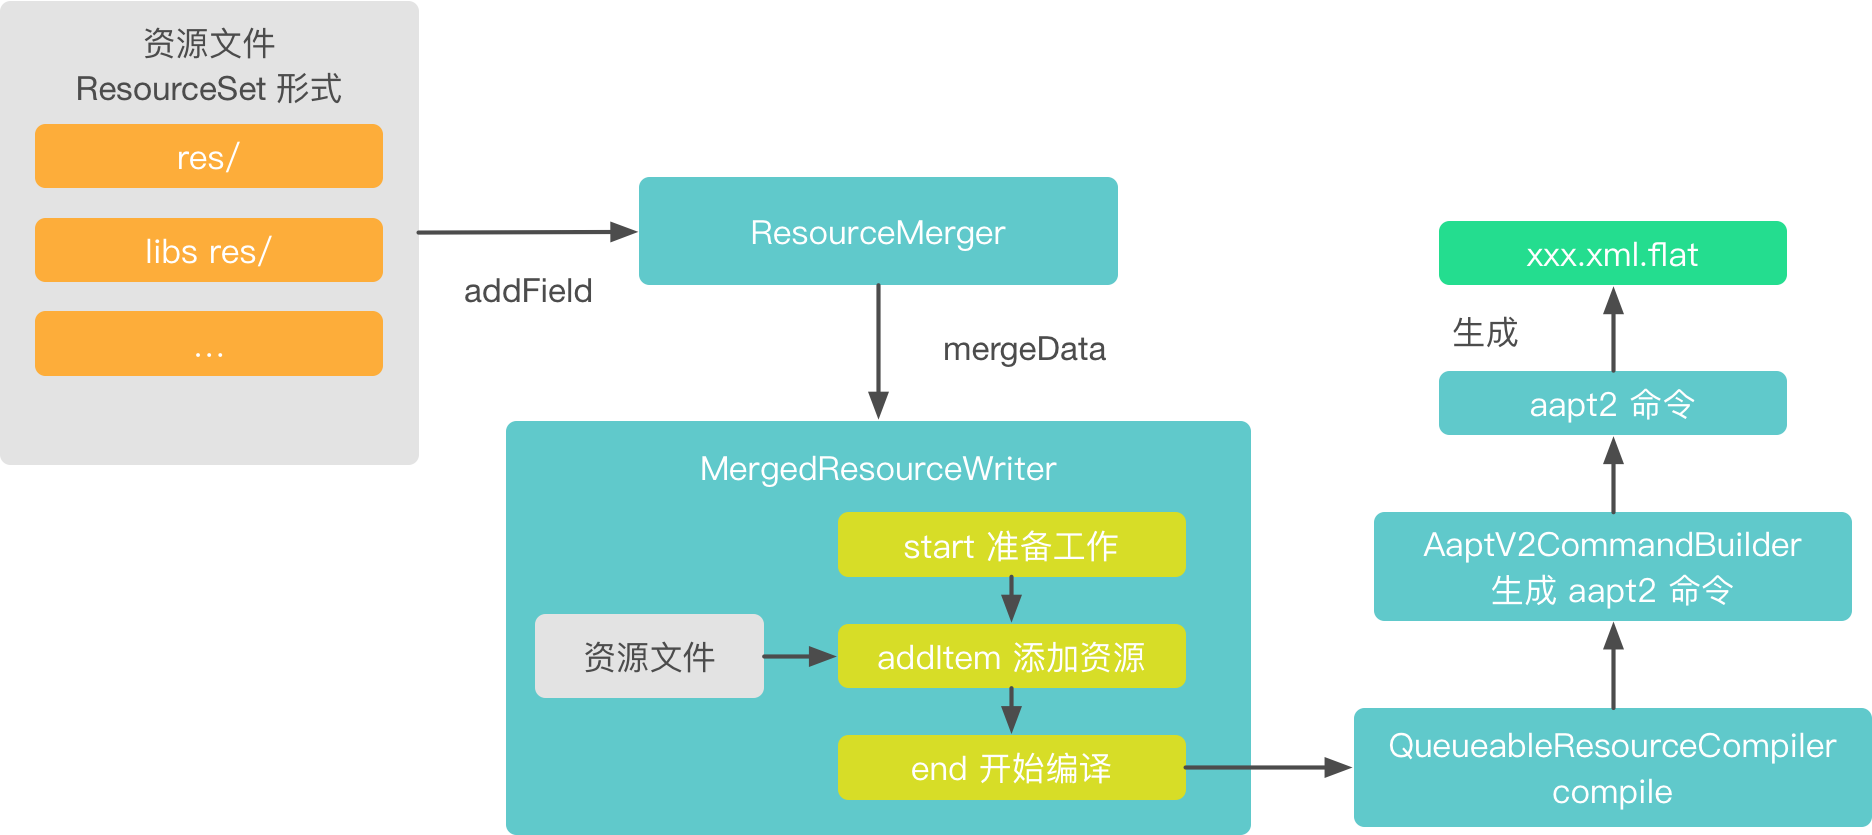 资源文件
ResourceSet 形式
res/
libs res/
...
addField
ResourceMerger
mergeData
MergedResourceWriter
start 准备工作
资源文件
addItem 添加资源
end 开始编译
QueueableResourceCompiler
compile
AaptV2CommandBuilder
生成 aapt2 命令
aapt2 命令
生成
xxx.xml.flat